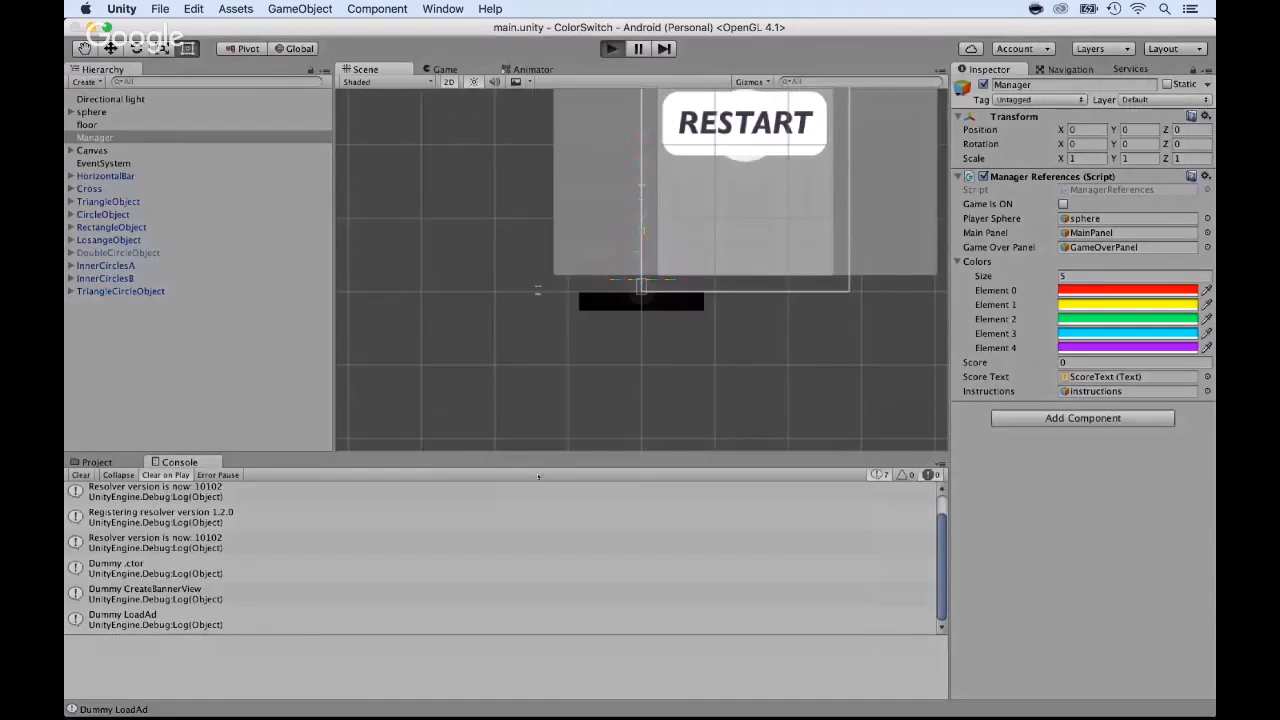 Unity File Edit Assets GameObject Component Window Help
main.unity - ColorSwitch - Android (Personal) <OpenGL 4.1>
Google
Pivot Global Account Layers Layout
Hierarchy
Create All
Directional light
sphere
floor
Manager
Canvas
EventSystem
HorizontalBar
Cross
TriangleObject
CircleObject
RectangleObject
LosangeObject
DoubleCircleObject
InnerCirclesA
InnerCirclesB
TriangleCircleObject
Scene Game Animator
Shaded 2D Gizmos All
RESTART
Inspector Navigation Services
Manager Static
Tag Untagged Layer Default
Transform
Position X 0 Y 0 Z 0
Rotation X 0 Y 0 Z 0
Scale X 1 Y 1 Z 1
Manager References (Script)
Script ManagerReferences
Game Is ON
Player Sphere sphere
Main Panel MainPanel
Game Over Panel GameOverPanel
Colors
Size 5
Element 0
Element 1
Element 2
Element 3
Element 4
Score 0
Score Text ScoreText (Text)
Instructions instructions
Add Component
Project Console
Clear Collapse Clear on Play Error Pause 7 0 0
Resolver version is now: 10102
UnityEngine.Debug:Log(Object)
Registering resolver version 1.2.0
UnityEngine.Debug:Log(Object)
Resolver version is now: 10102
UnityEngine.Debug:Log(Object)
Dummy .ctor
UnityEngine.Debug:Log(Object)
Dummy CreateBannerView
UnityEngine.Debug:Log(Object)
Dummy LoadAd
UnityEngine.Debug:Log(Object)
Dummy LoadAd